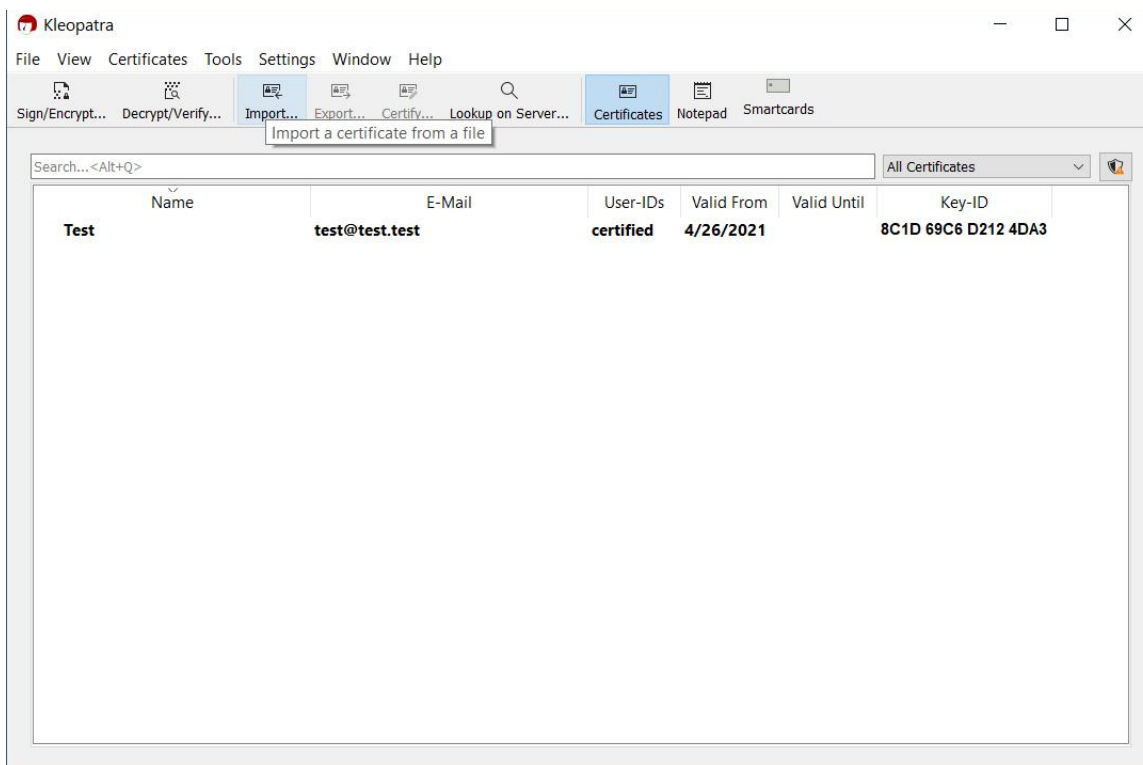 Kleopatra
File View Certificates Tools Settings Window Help
Sign/Encrypt... Decrypt/Verify... Import... Export... Certify... Lookup on Server... Certificates Notepad Smartcards
Import a certificate from a file
Search...<Alt+Q> All Certificates
Name E-Mail User-IDs Valid From Valid Until Key-ID
Test test@test.test certified 4/26/2021 8C1D 69C6 D212 4DA3